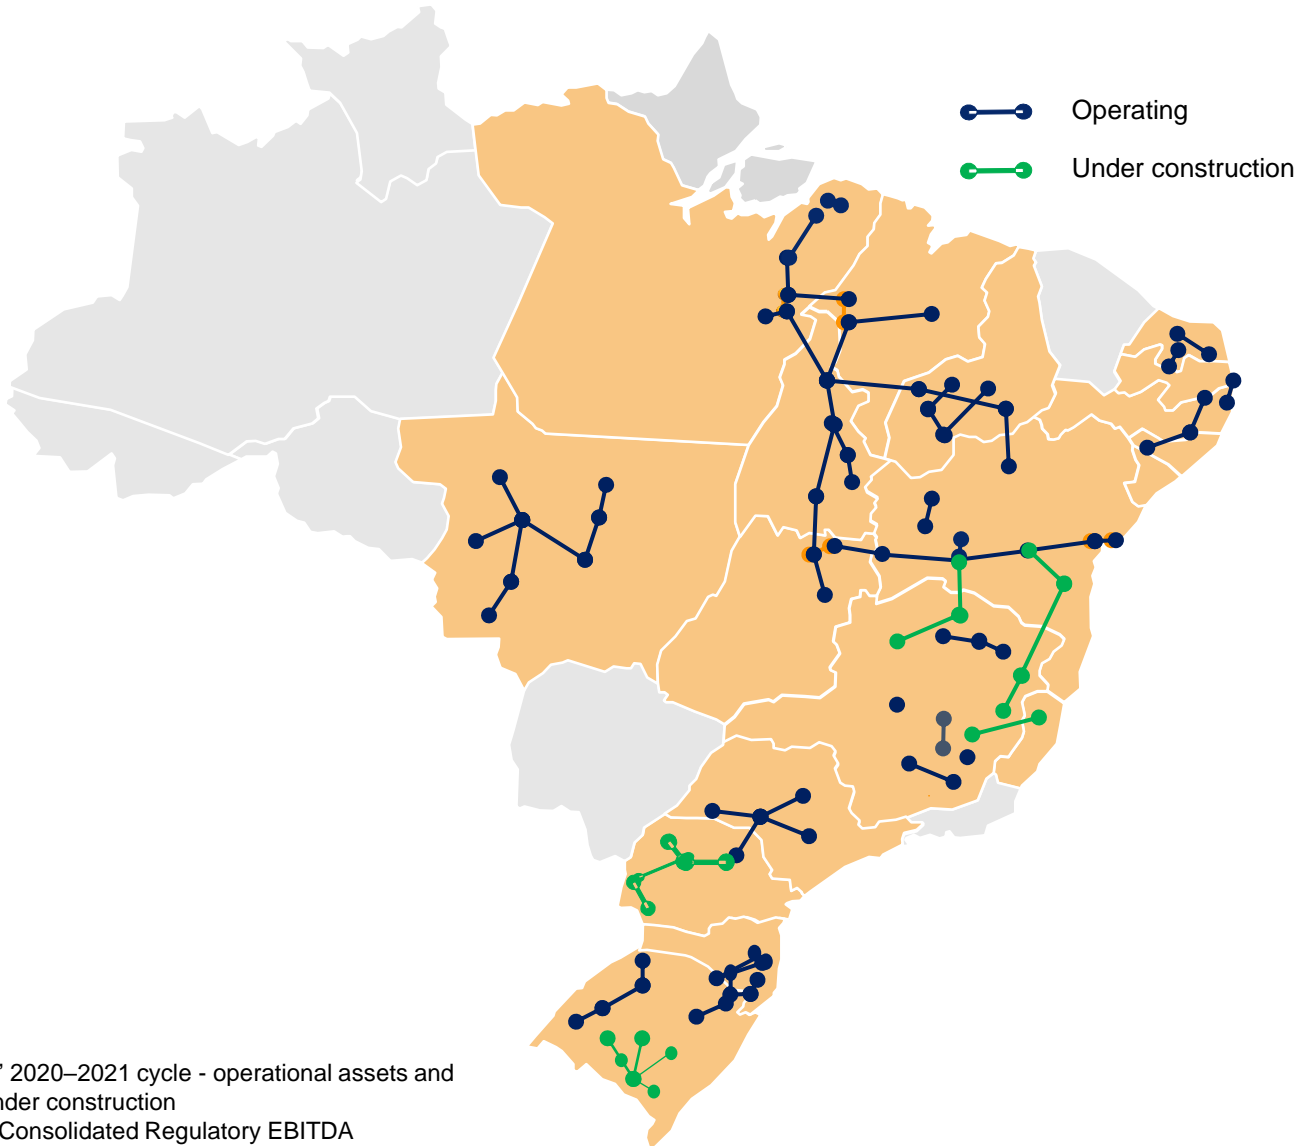 Operating
Under construction
’ 2020–2021 cycle - operational assets and
nder construction
Consolidated Regulatory EBITDA